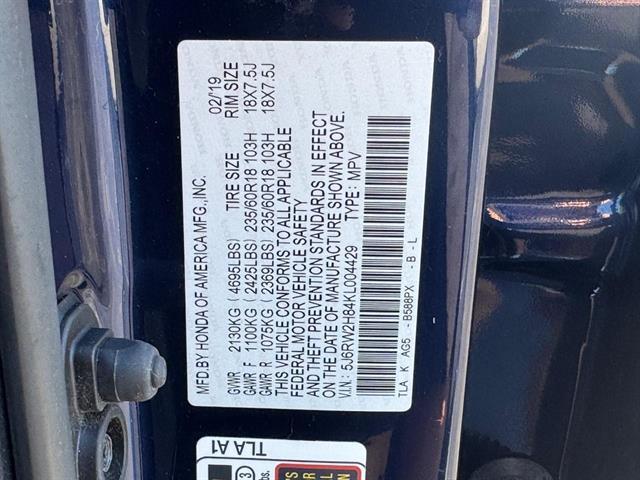 MFD.BY HONDA OF AMERICA MFG.,INC. 02/'19
GVWR 2130KG ( 4695LBS) TIRE SIZE RIM SIZE
GAWR F 1100KG ( 2425LBS) 235/60R18 103H 18X7.5J
GAWR R 1075KG ( 2369LBS) 235/60R18 103H 18X7.5J
THIS VEHICLE CONFORMS TO ALL APPLICABLE
FEDERAL MOTOR VEHICLE SAFETY
AND THEFT PREVENTION STANDARDS IN EFFECT
ON THE DATE OF MANUFACTURE SHOWN ABOVE.
V.I.N.: 5J6RW2H84KL004429 TYPE: MPV
TLA K AG5 - B588PX - B - L
TLA A1